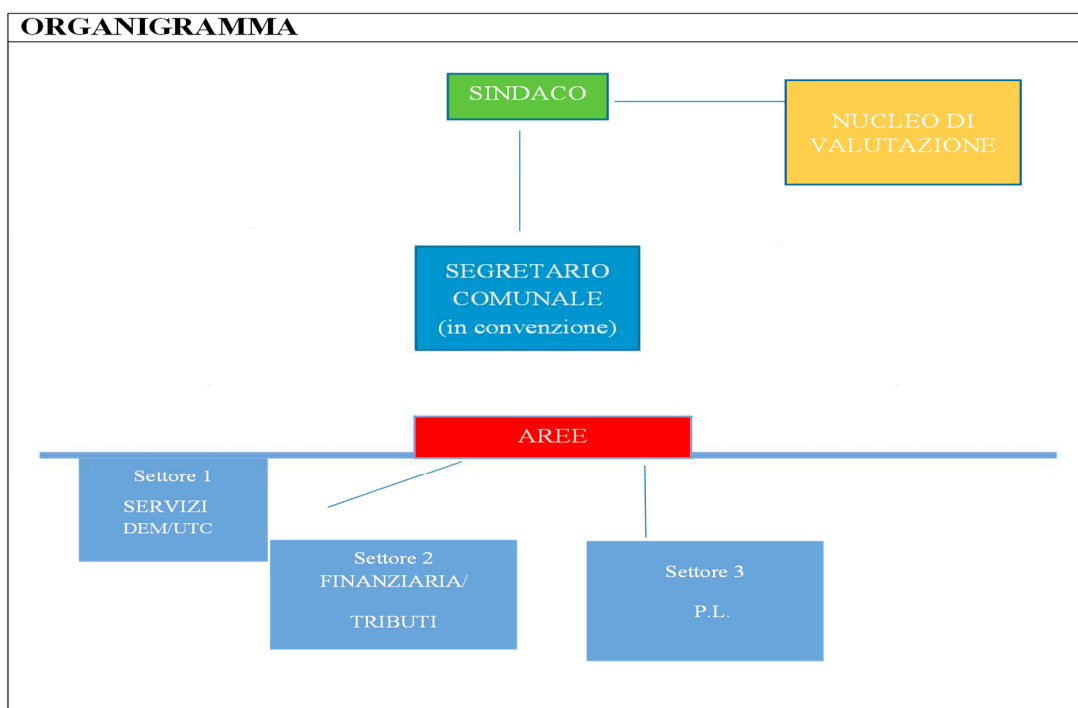 ORGANIGRAMMA
SINDACO
NUCLEO DI
VALUTAZIONE
SEGRETARIO
COMUNALE
(in convenzione)
AREE
Settore 1
SERVIZI
DEM/UTC
Settore 2
FINANZIARIA/
TRIBUTI
Settore 3
P.L.